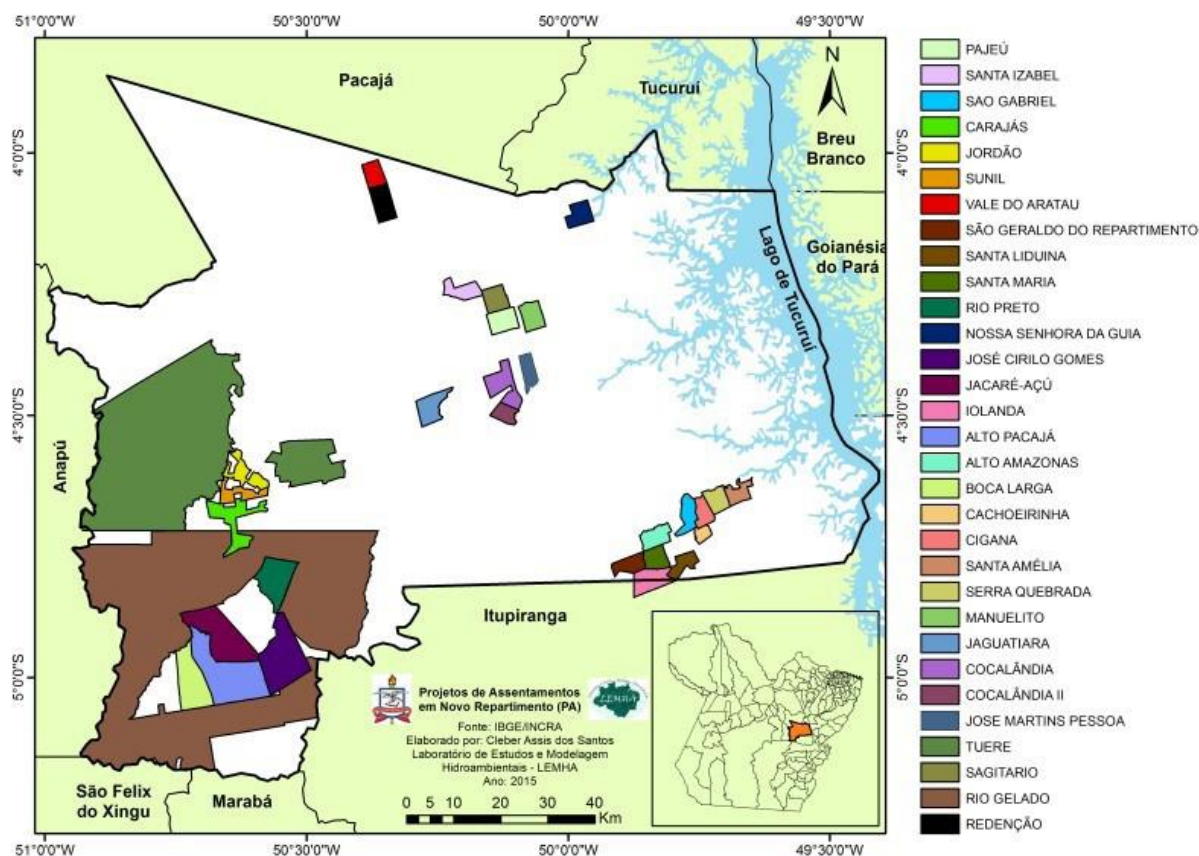 51°0'0"W
50°30'0"W
50°0'0"W
49°30'0"W
4°0'0"S
4°30'0"S
5°0'0"S
4°0'0"S
4°30'0"S
5°0'0"S
51°0'0"W
50°30'0"W
50°0'0"W
49°30'0"W
Pacajá
Tucuruí
N
Breu
Branco
Goianésia
do Pará
Lago de Tucuruí
Anapú
Itupiranga
São Felix
do Xingu
Marabá
Projetos de Assentamentos
em Novo Repartimento (PA)
LEMHA
Fonte: IBGE/INCRA
Elaborado por: Cleber Assis dos Santos
Laboratório de Estudos e Modelagem
Hidroambientais - LEMHA
Ano: 2015
0 5 10 20 30 40
Km
PAJEÚ
SANTA IZABEL
SAO GABRIEL
CARAJÁS
JORDÃO
SUNIL
VALE DO ARATAU
SÃO GERALDO DO REPARTIMENTO
SANTA LIDUINA
SANTA MARIA
RIO PRETO
NOSSA SENHORA DA GUIA
JOSÉ CIRILO GOMES
JACARÉ-AÇÚ
IOLANDA
ALTO PACAJÁ
ALTO AMAZONAS
BOCA LARGA
CACHOEIRINHA
CIGANA
SANTA AMÉLIA
SERRA QUEBRADA
MANUELITO
JAGUATIARA
COCALÂNDIA
COCALÂNDIA II
JOSE MARTINS PESSOA
TUERE
SAGITARIO
RIO GELADO
REDENÇÃO